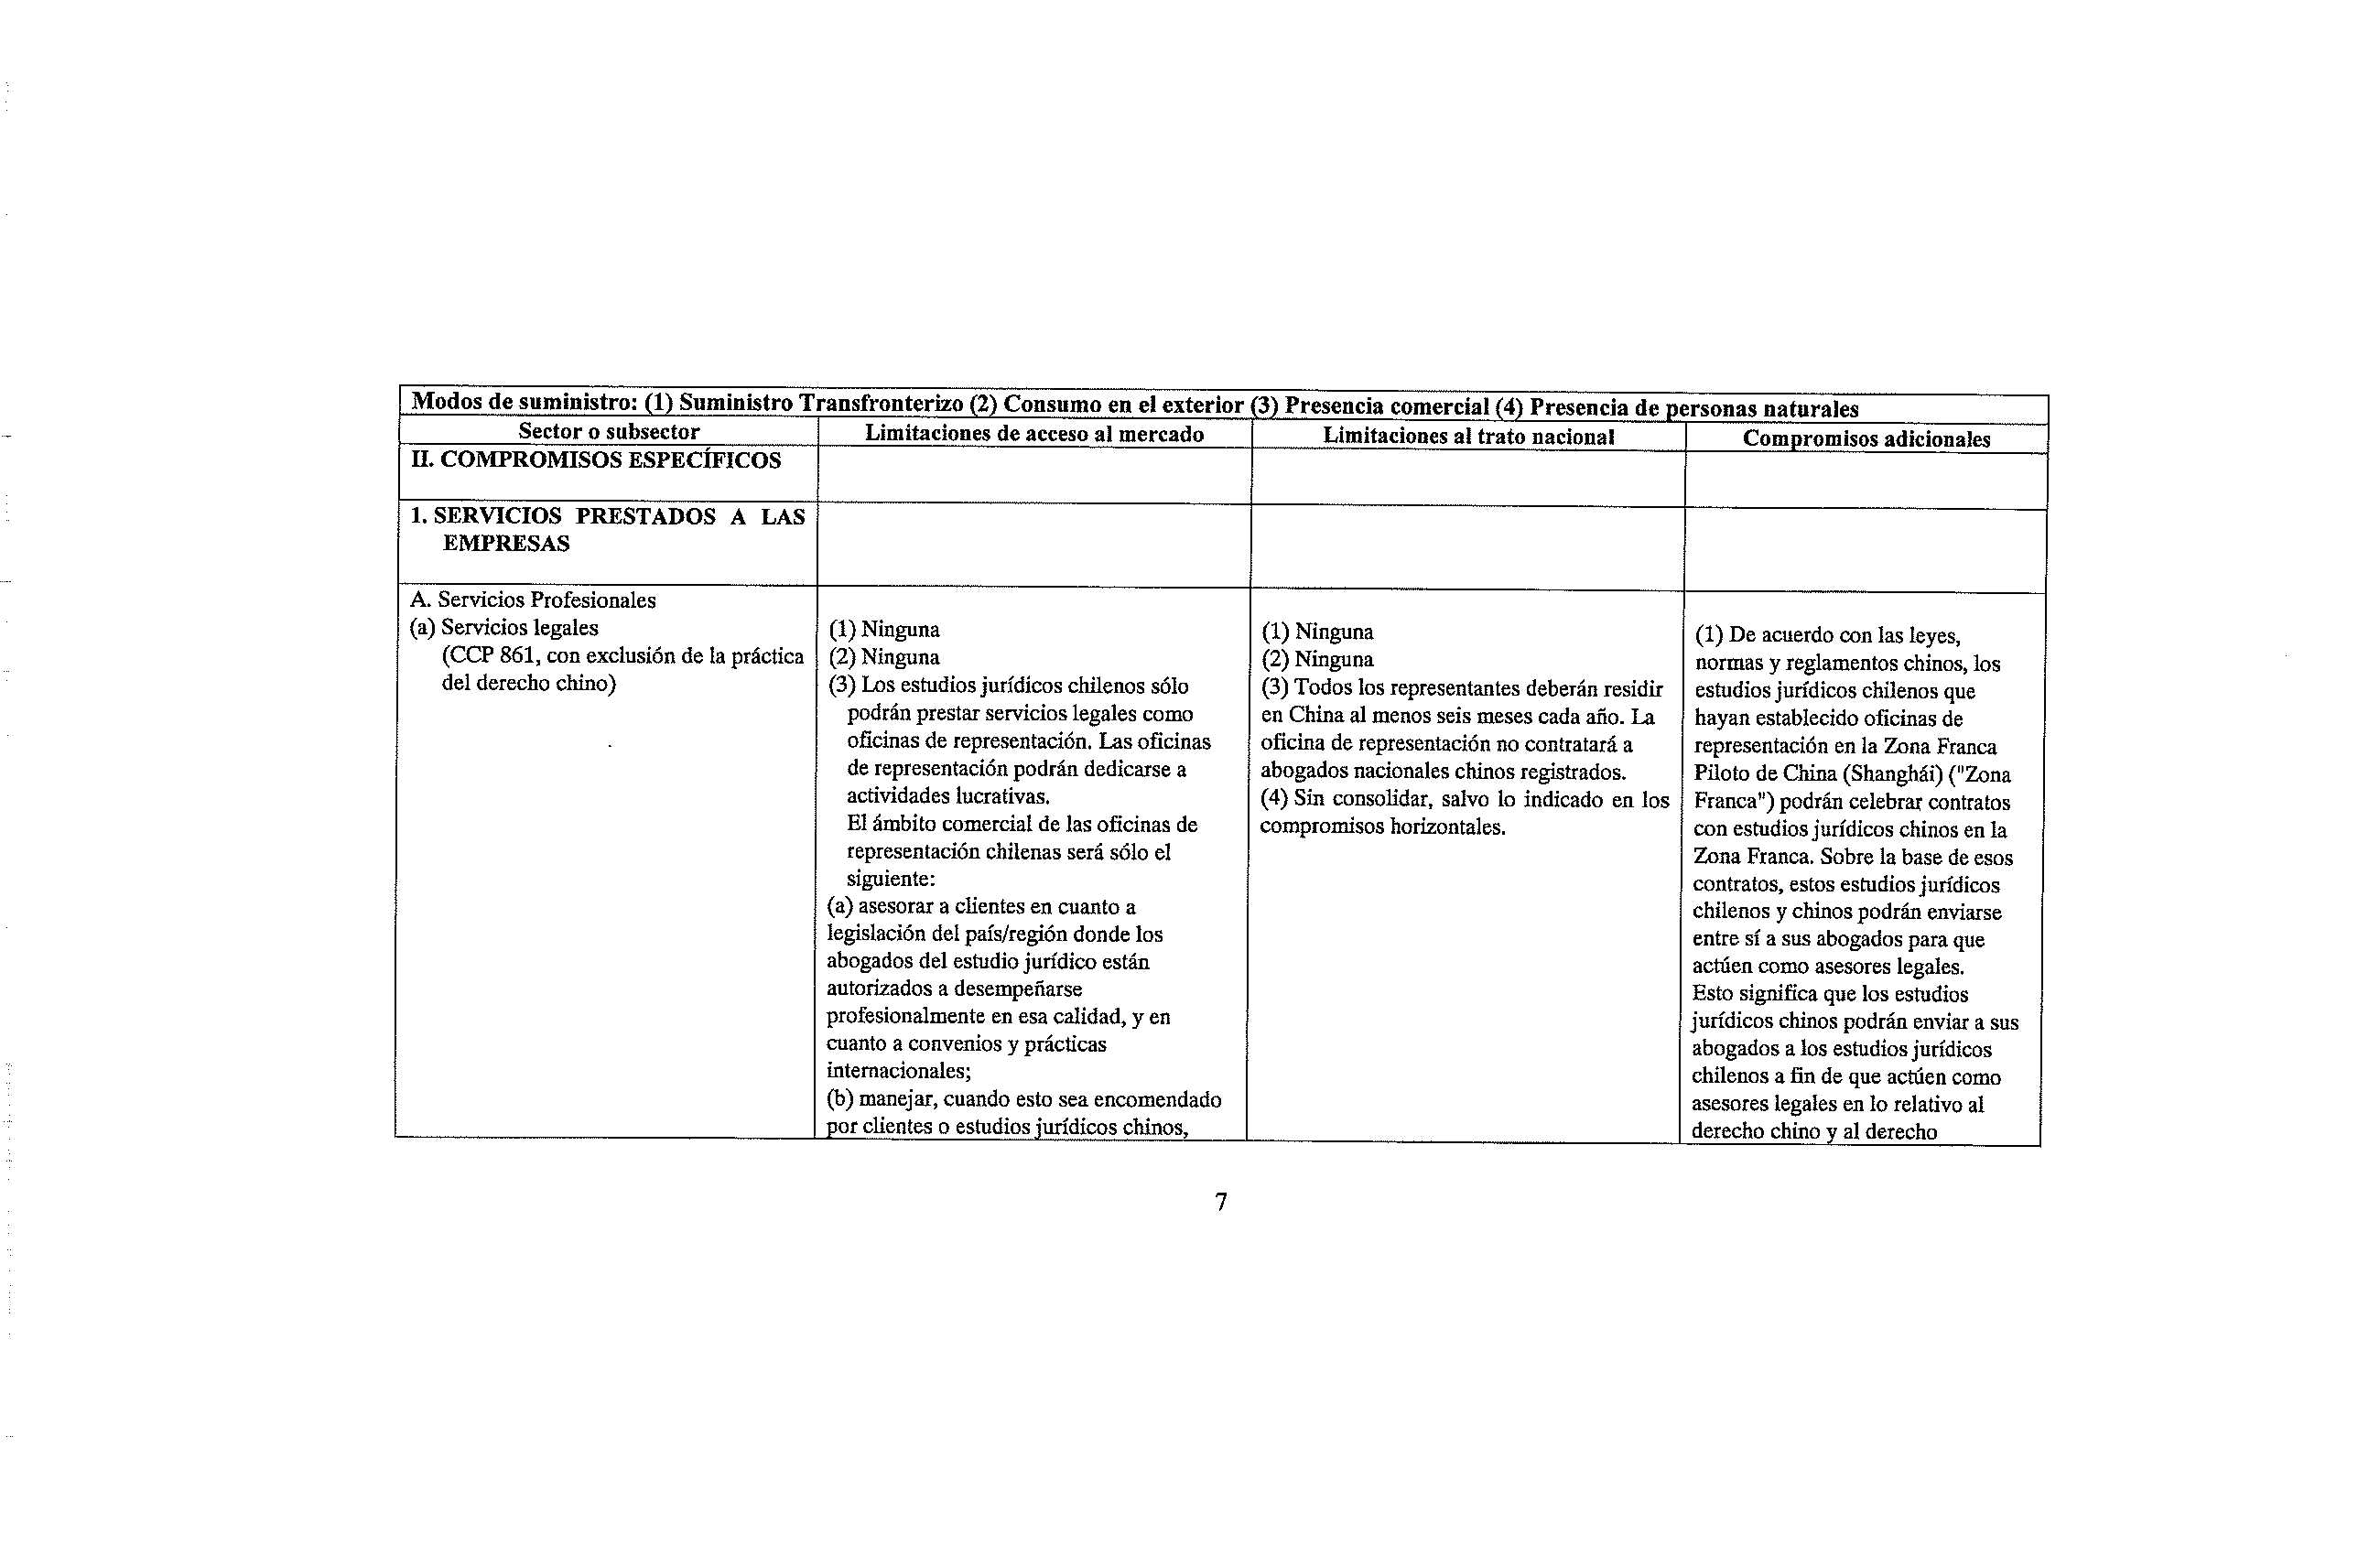 Modos de suministro: (1) Suministro Transfronterizo (2) Consumo en el exterior (3) Presencia comercial (4) Presencia de personas naturales
Sector o subsector
Limitaciones de acceso al mercado
Limitaciones al trato nacional
Compromisos adicionales
II. COMPROMISOS ESPECÍFICOS
1. SERVICIOS PRESTADOS A LAS
EMPRESAS
A. Servicios Profesionales
(a) Servicios legales
(CCP 861, con exclusión de la práctica
del derecho chino)
(1) Ninguna
(2) Ninguna
(3) Los estudios jurídicos chilenos sólo
podrán prestar servicios legales como
oficinas de representación. Las oficinas
de representación podrán dedicarse a
actividades lucrativas.
El ámbito comercial de las oficinas de
representación chilenas será sólo el
siguiente:
(a) asesorar a clientes en cuanto a
legislación del país/región donde los
abogados del estudio jurídico están
autorizados a desempeñarse
profesionalmente en esa calidad, y en
cuanto a convenios y prácticas
internacionales;
(b) manejar, cuando esto sea encomendado
por clientes o estudios jurídicos chinos,
(1) Ninguna
(2) Ninguna
(3) Todos los representantes deberán residir
en China al menos seis meses cada año. La
oficina de representación no contratará a
abogados nacionales chinos registrados.
(4) Sin consolidar, salvo lo indicado en los
compromisos horizontales.
(1) De acuerdo con las leyes,
normas y reglamentos chinos, los
estudios jurídicos chilenos que
hayan establecido oficinas de
representación en la Zona Franca
Piloto de China (Shanghái) ("Zona
Franca") podrán celebrar contratos
con estudios jurídicos chinos en la
Zona Franca. Sobre la base de esos
contratos, estos estudios jurídicos
chilenos y chinos podrán enviarse
entre sí a sus abogados para que
actúen como asesores legales.
Esto significa que los estudios
jurídicos chinos podrán enviar a sus
abogados a los estudios jurídicos
chilenos a fin de que actúen como
asesores legales en lo relativo al
derecho chino y al derecho
7